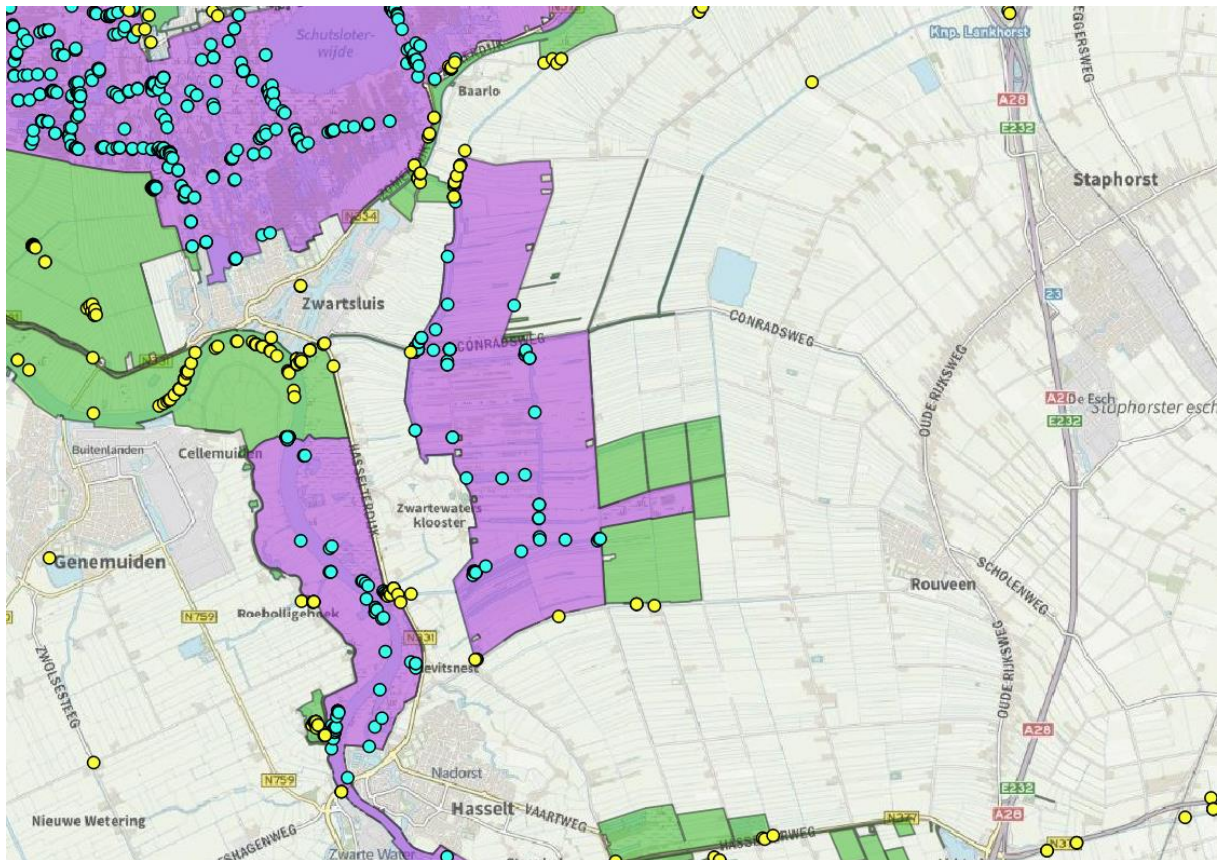 Schutsloter-
wijde
Baarlo
Knp. Lankhorst
EGGERSWEG
A28
E232
Staphorst
N334
Zwartsluis
23
CONRADSWEG
CONRADSWEG
OUDE RIJKSWEG
De Esch
Staphorster esch
E232
Buitenlanden
Cellemuiden
HASSELTERDIJK
Zwartewaters
klooster
Genemuiden
Rouveen
SCHOLENWEG
N759
N331
ZWOLSESTEEG
OUDE RIJKSWEG
A28
N759
Nadorst
E232
Hasselt
VAARTWEG
A28
Nieuwe Wetering
N377
Zwarte Water